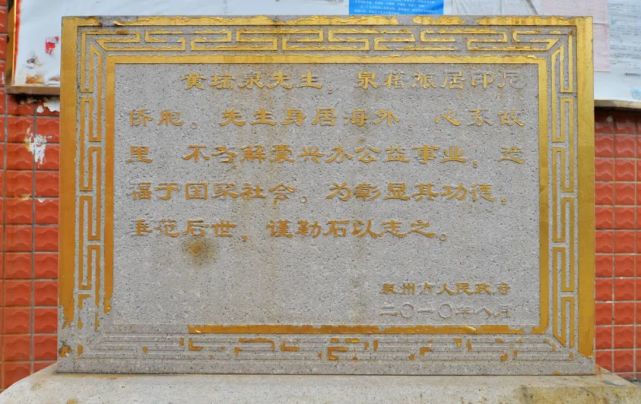 黄瑞泉先生，泉籍旅居印尼
侨胞。先生身居海外 心系故
里 不吝解囊兴办公益事业。造
福于国家社会，为彰显其功德。
垂范后世，谨勒石以志之。
泉州市人民政府
二〇一〇年八月